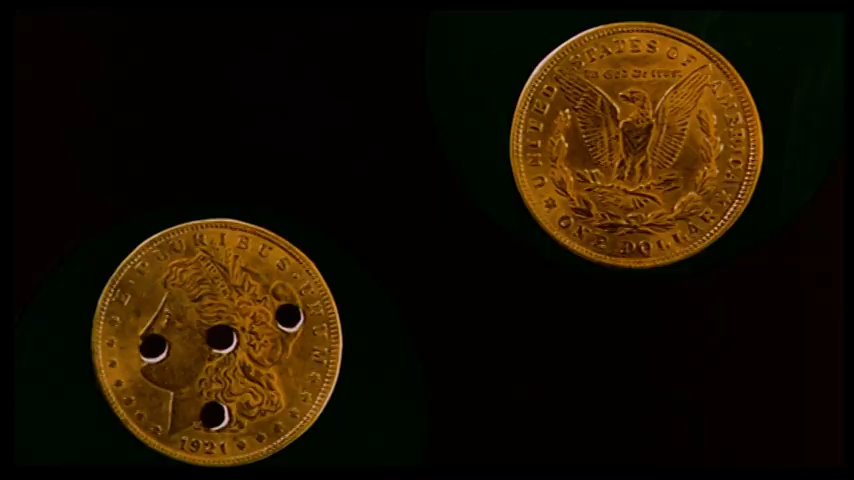 UNITED STATES OF AMERICA
In God We trust.
ONE DOLLAR
E·PLURIBUS·UNUM
1921